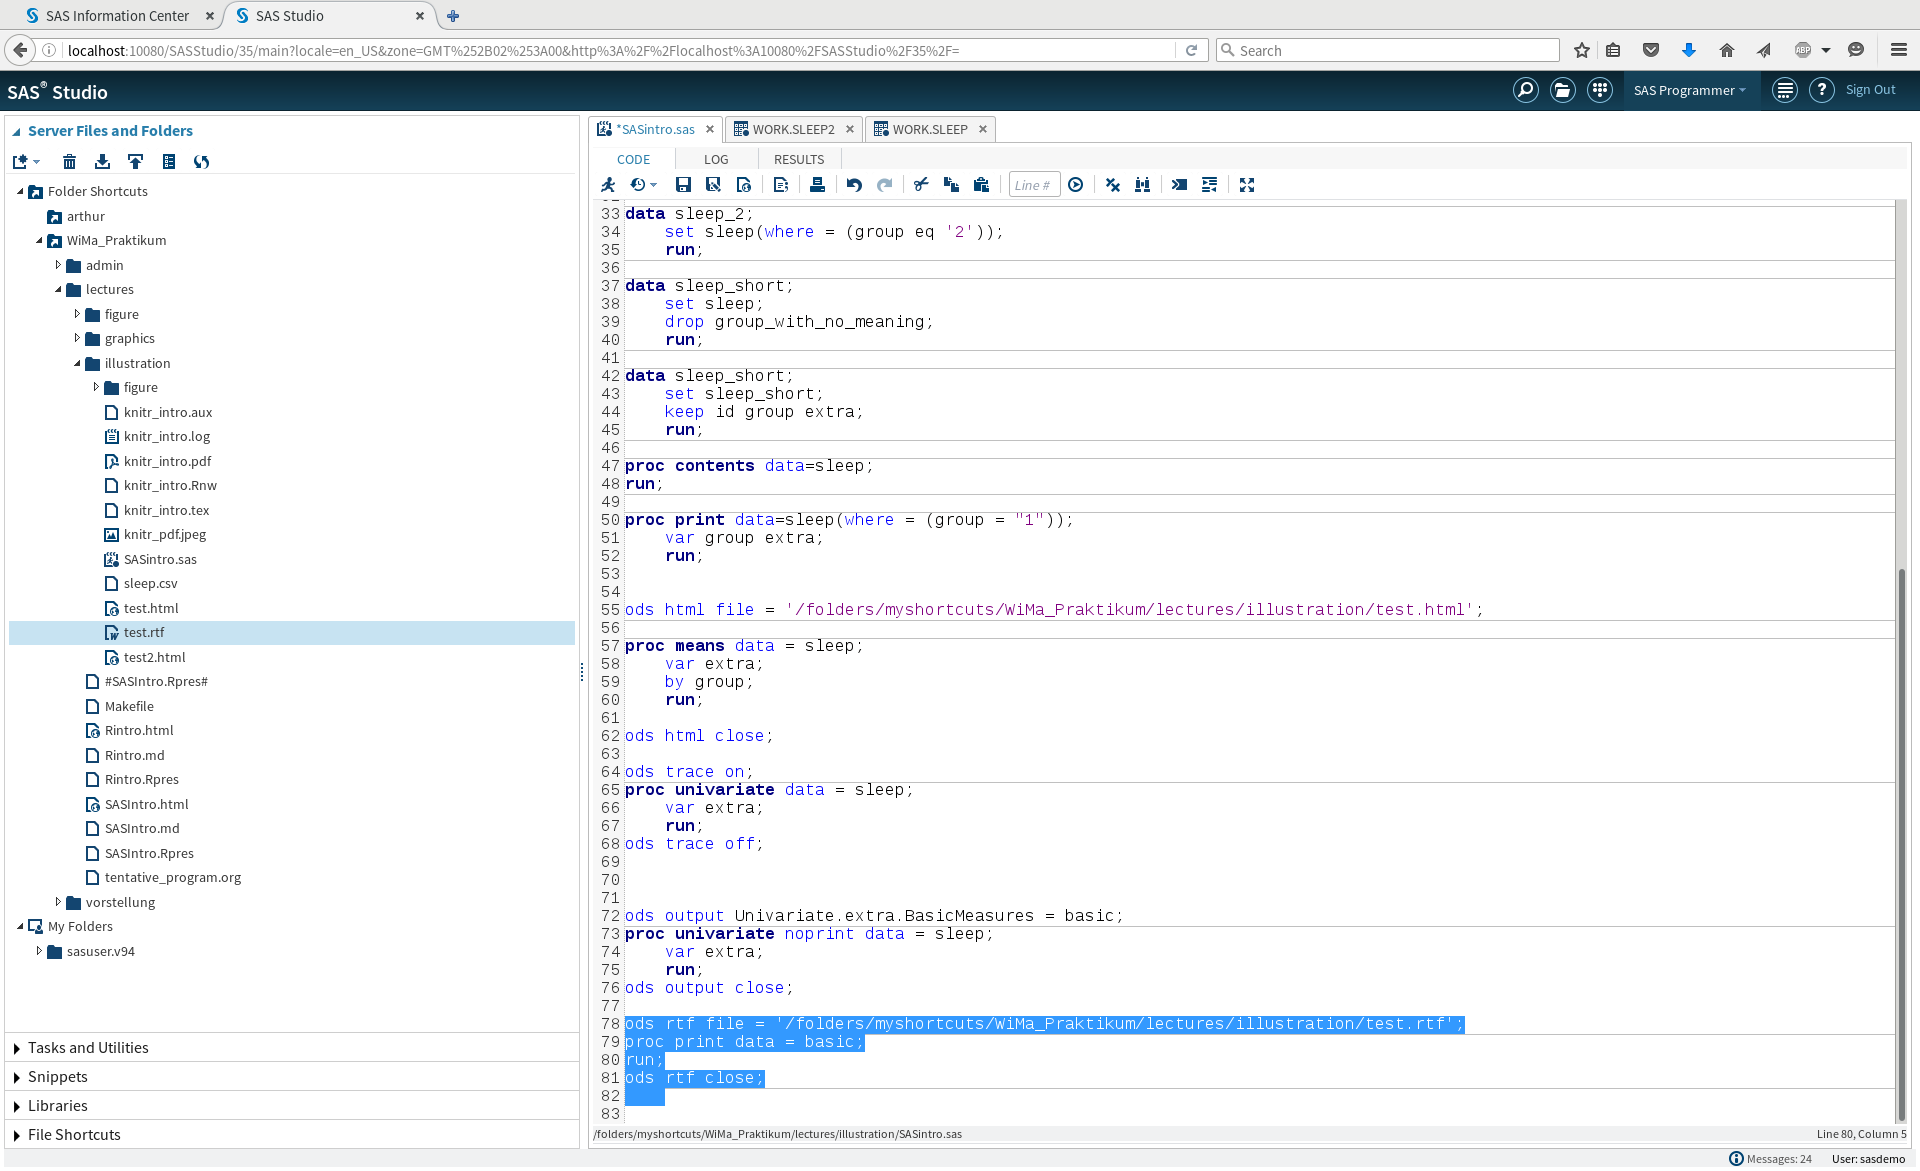 SAS Information Center
SAS Studio
localhost:10080/SASStudio/35/main?locale=en_US&zone=GMT%252B02%253A00&http%3A%2F%2Flocalhost%3A10080%2FSASStudio%2F35%2F=
Search
ABP
SAS® Studio
SAS Programmer
Sign Out
Server Files and Folders
Folder Shortcuts
arthur
WiMa_Praktikum
admin
lectures
figure
graphics
illustration
figure
knitr_intro.aux
knitr_intro.log
knitr_intro.pdf
knitr_intro.Rnw
knitr_intro.tex
knitr_pdf.jpeg
SASintro.sas
sleep.csv
test.html
test.rtf
test2.html
#SASIntro.Rpres#
Makefile
Rintro.html
Rintro.md
Rintro.Rpres
SASIntro.html
SASIntro.md
SASIntro.Rpres
tentative_program.org
vorstellung
My Folders
sasuser.v94
Tasks and Utilities
Snippets
Libraries
File Shortcuts
*SASintro.sas
WORK.SLEEP2
WORK.SLEEP
CODE
LOG
RESULTS
Line #
33 data sleep_2;
34     set sleep(where = (group eq '2'));
35     run;
36
37 data sleep_short;
38     set sleep;
39     drop group_with_no_meaning;
40     run;
41
42 data sleep_short;
43     set sleep_short;
44     keep id group extra;
45     run;
46
47 proc contents data=sleep;
48 run;
49
50 proc print data=sleep(where = (group = "1"));
51     var group extra;
52     run;
53
54
55 ods html file = '/folders/myshortcuts/WiMa_Praktikum/lectures/illustration/test.html';
56
57 proc means data = sleep;
58     var extra;
59     by group;
60     run;
61
62 ods html close;
63
64 ods trace on;
65 proc univariate data = sleep;
66     var extra;
67     run;
68 ods trace off;
69
70
71
72 ods output Univariate.extra.BasicMeasures = basic;
73 proc univariate noprint data = sleep;
74     var extra;
75     run;
76 ods output close;
77
78 ods rtf file = '/folders/myshortcuts/WiMa_Praktikum/lectures/illustration/test.rtf';
79 proc print data = basic;
80 run;
81 ods rtf close;
82
83
/folders/myshortcuts/WiMa_Praktikum/lectures/illustration/SASintro.sas
Line 80, Column 5
Messages: 24
User: sasdemo